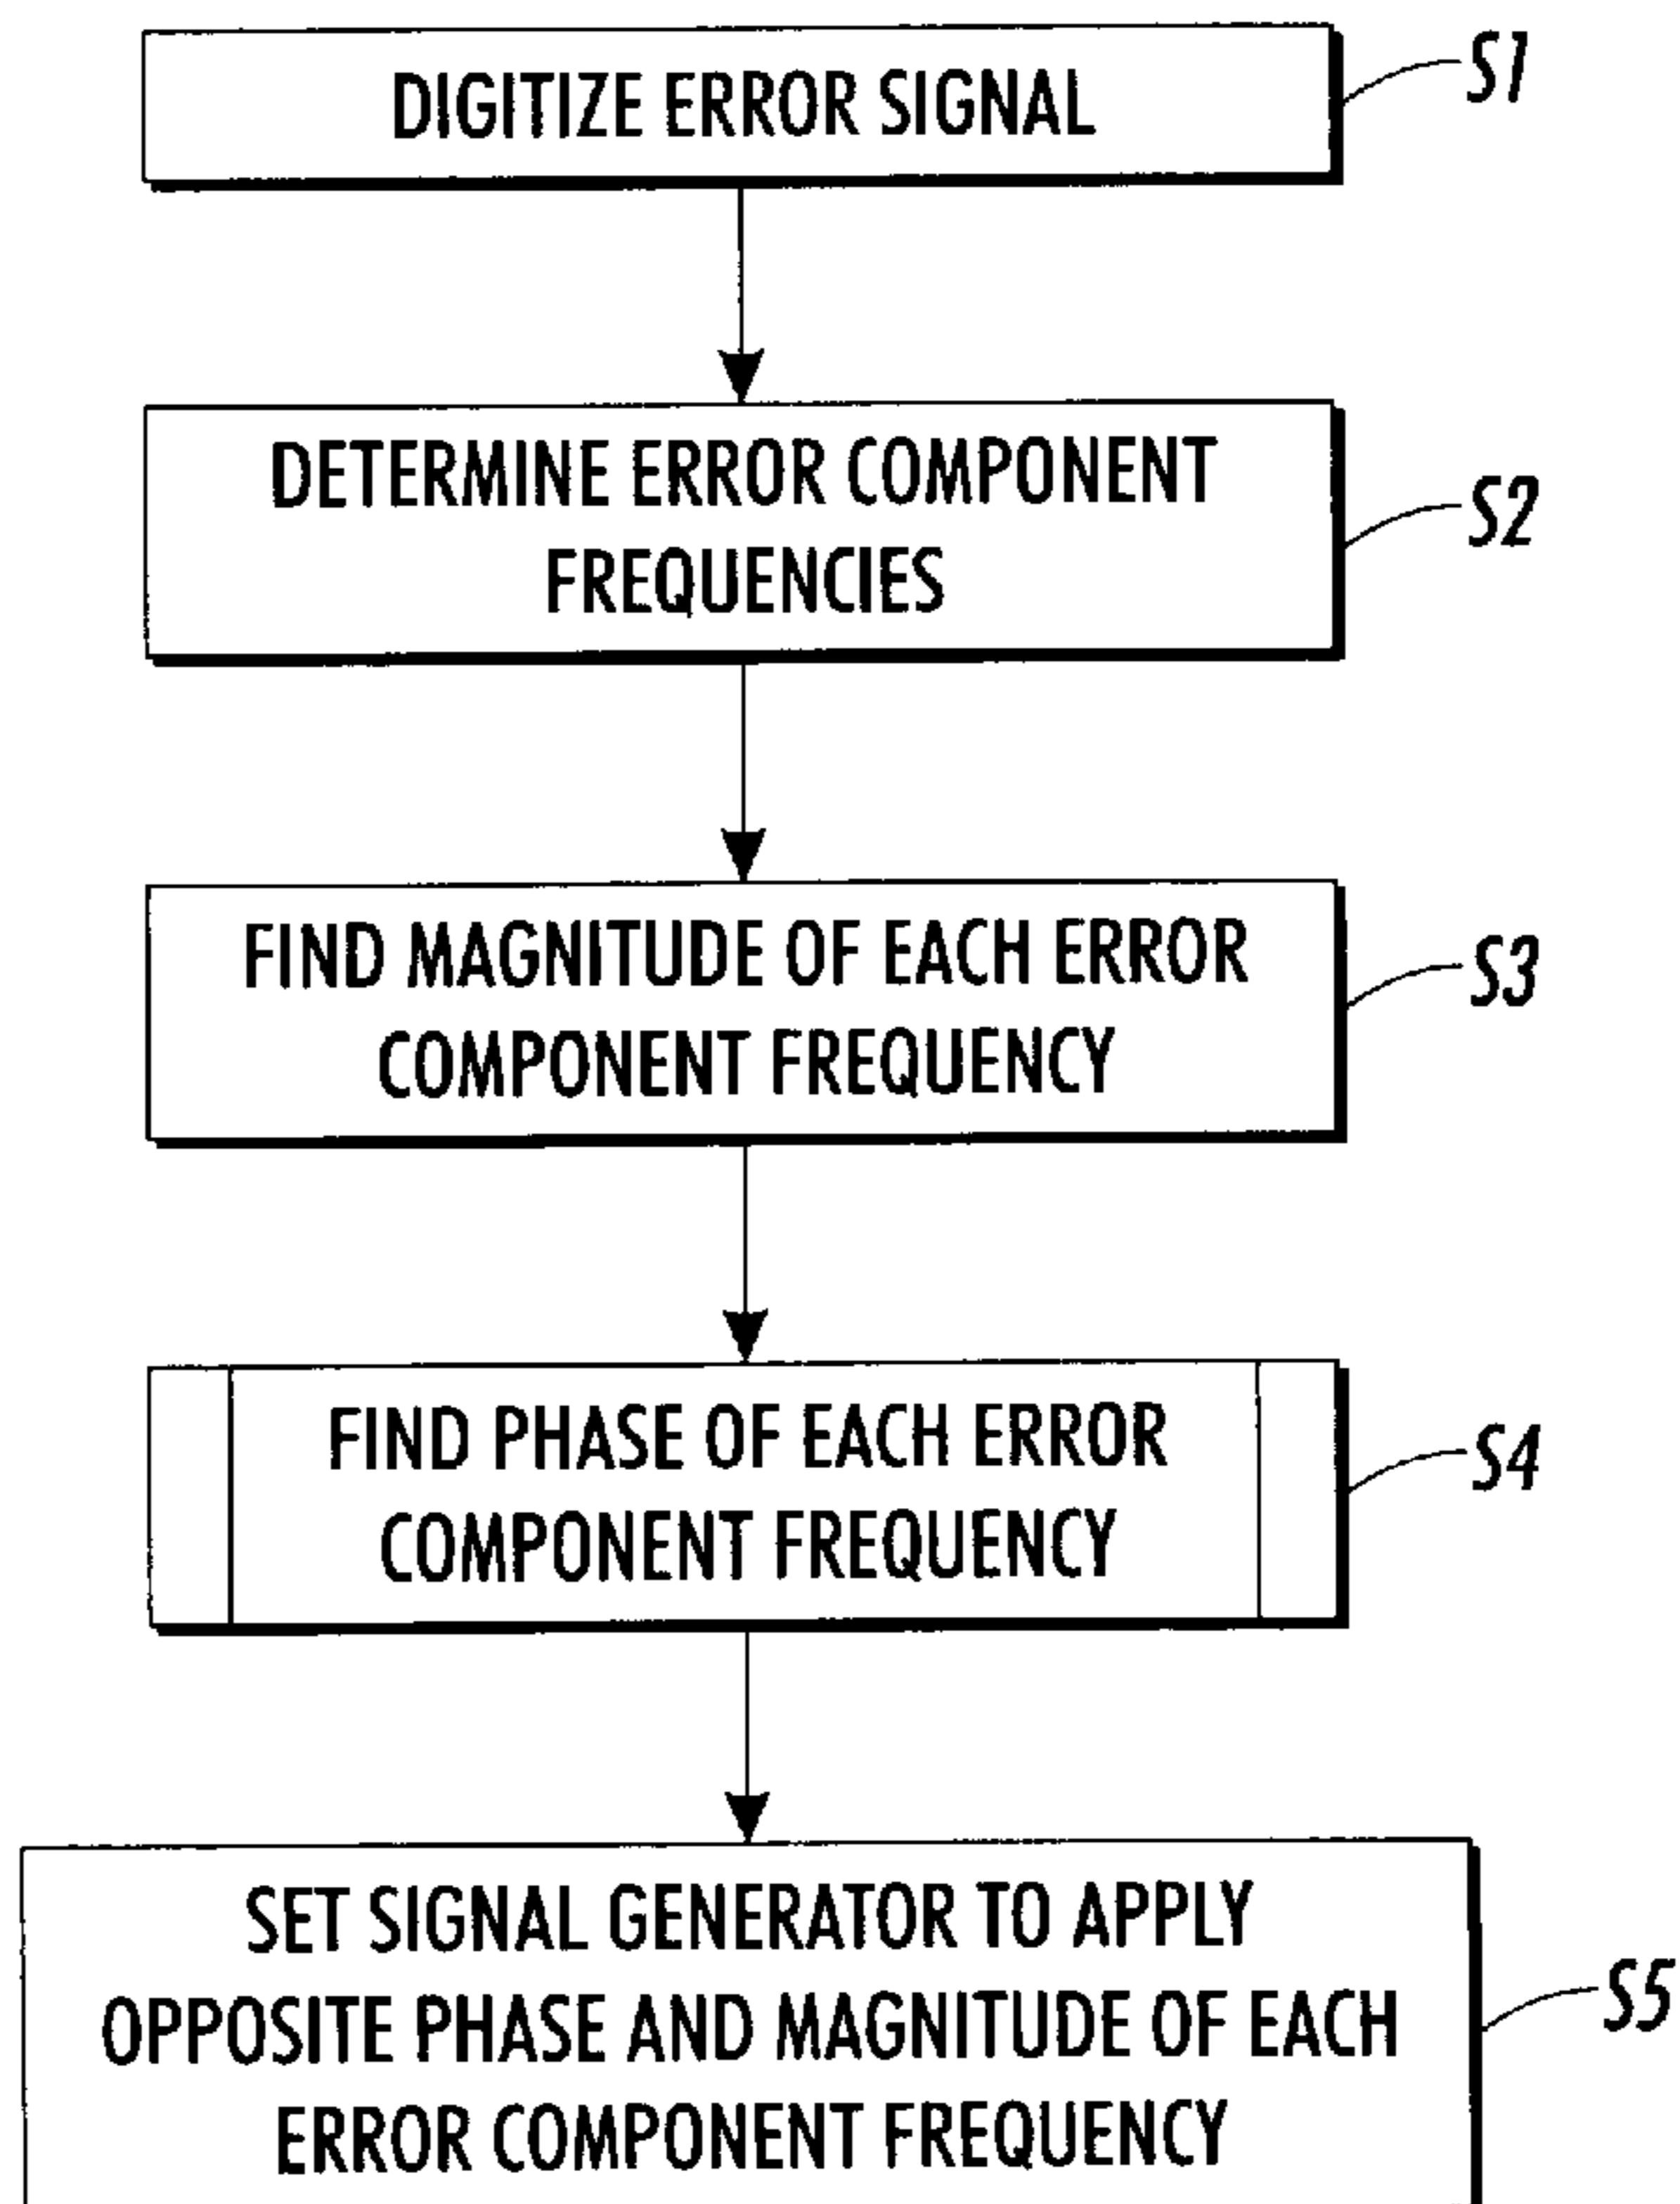 DIGITIZE ERROR SIGNAL
S1
DETERMINE ERROR COMPONENT
FREQUENCIES
S2
FIND MAGNITUDE OF EACH ERROR
COMPONENT FREQUENCY
S3
FIND PHASE OF EACH ERROR
COMPONENT FREQUENCY
S4
SET SIGNAL GENERATOR TO APPLY
OPPOSITE PHASE AND MAGNITUDE OF EACH
ERROR COMPONENT FREQUENCY
S5